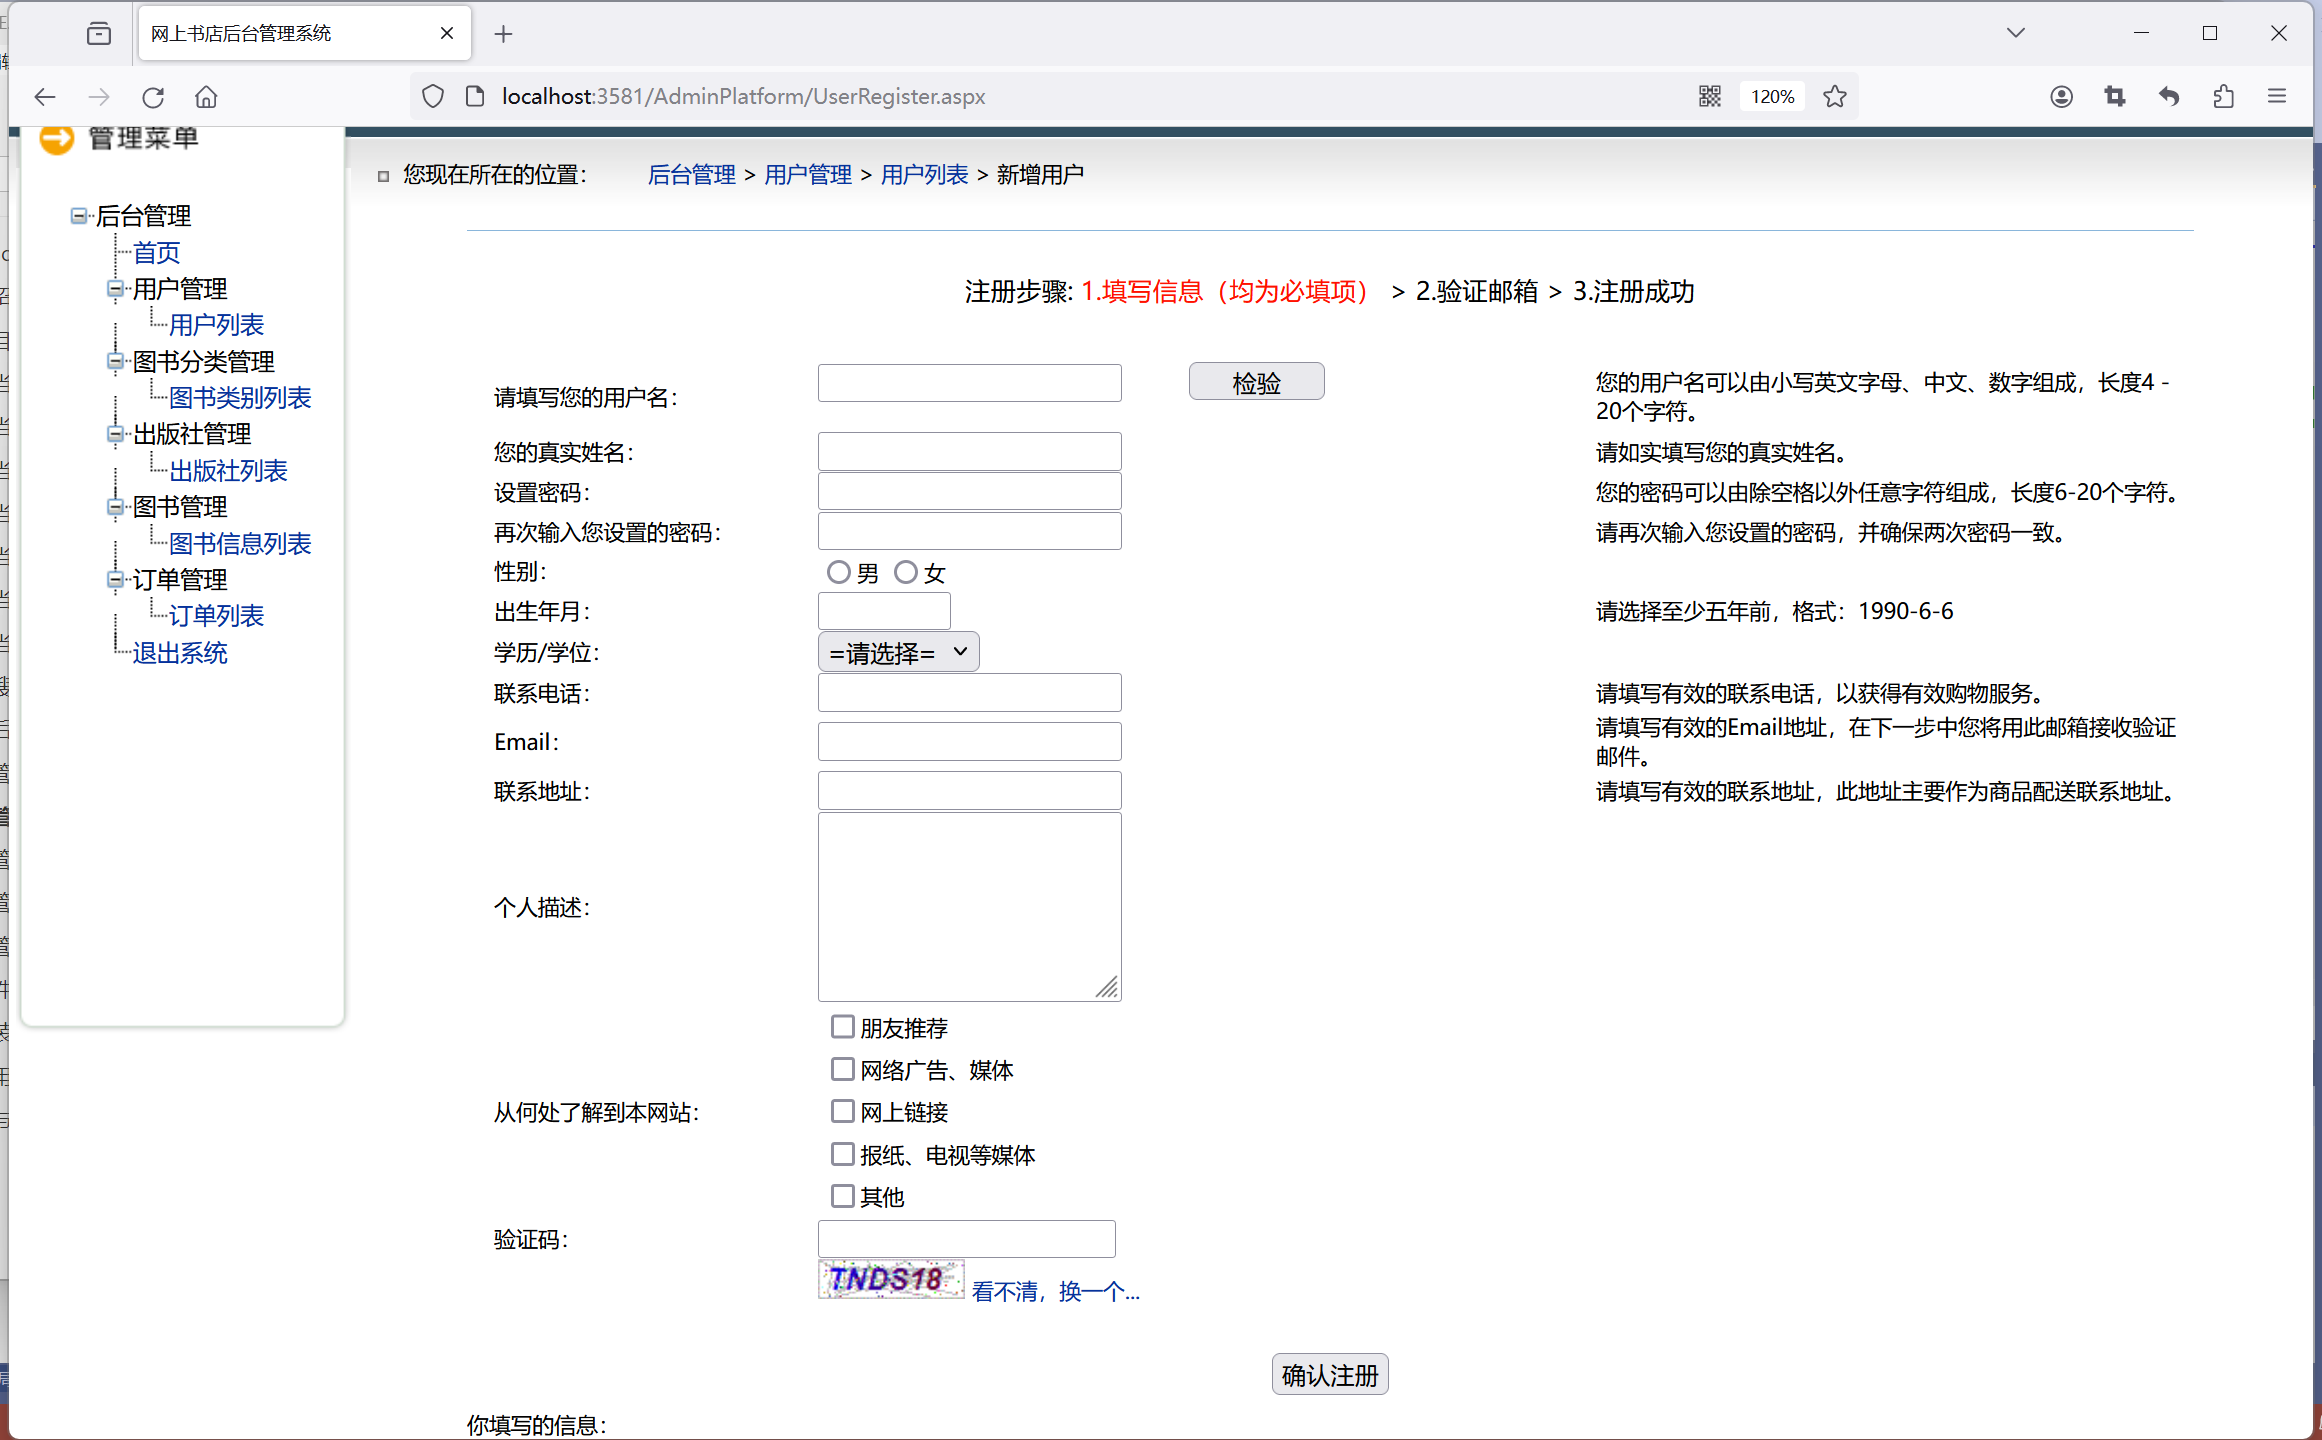 网上书店后台管理系统
localhost:3581/AdminPlatform/UserRegister.aspx
120%
管理菜单
后台管理
首页
用户管理
用户列表
图书分类管理
图书类别列表
出版社管理
出版社列表
图书管理
图书信息列表
订单管理
订单列表
退出系统
您现在所在的位置： 后台管理 > 用户管理 > 用户列表 > 新增用户
注册步骤: 1.填写信息（均为必填项） > 2.验证邮箱 > 3.注册成功
请填写您的用户名： 检验 您的用户名可以由小写英文字母、中文、数字组成，长度4 -
20个字符。
您的真实姓名： 请如实填写您的真实姓名。
设置密码： 您的密码可以由除空格以外任意字符组成，长度6-20个字符。
再次输入您设置的密码： 请再次输入您设置的密码，并确保两次密码一致。
性别： 男 女
出生年月： 请选择至少五年前，格式：1990-6-6
学历/学位： =请选择=
联系电话： 请填写有效的联系电话，以获得有效购物服务。
Email： 请填写有效的Email地址，在下一步中您将用此邮箱接收验证
邮件。
联系地址： 请填写有效的联系地址，此地址主要作为商品配送联系地址。
个人描述：
从何处了解到本网站：
朋友推荐
网络广告、媒体
网上链接
报纸、电视等媒体
其他
验证码：
TNDS18 看不清，换一个...
确认注册
你填写的信息：